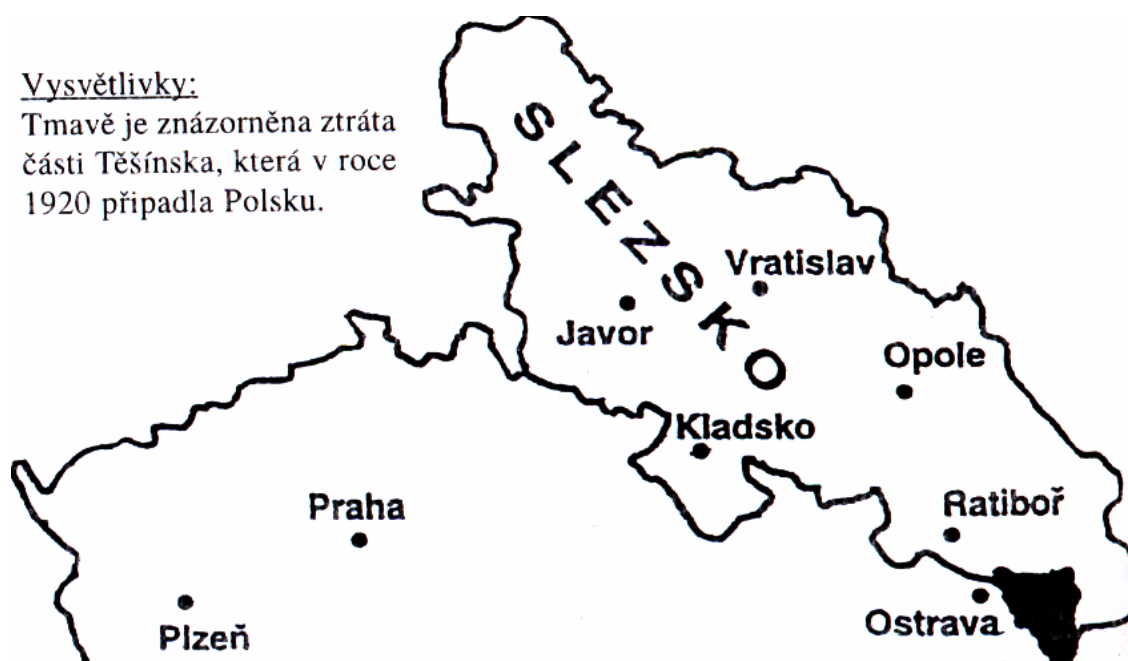 Vysvětlivky:
Tmavě je znázorněna ztráta
části Těšínska, která v roce
1920 připadla Polsku.
SLEZSKO
Vratislav
Javor
Opole
Kladsko
Praha
Ratiboř
Ostrava
Plzeň